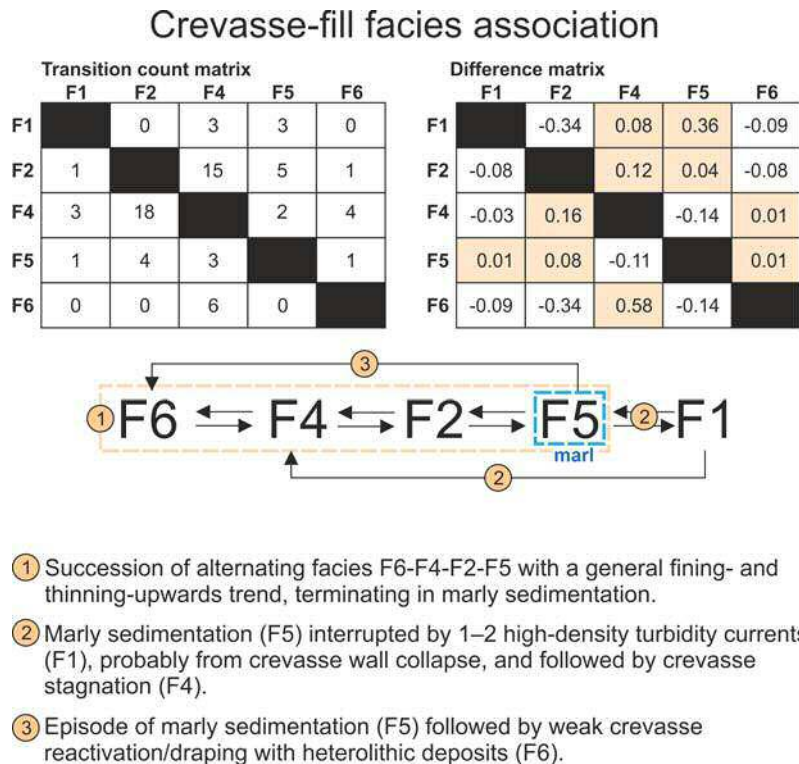 Crevasse-fill facies association
Transition count matrix
F1 F2 F4 F5 F6
F1 0 3 3 0
F2 1 15 5 1
F4 3 18 2 4
F5 1 4 3 1
F6 0 0 6 0
Difference matrix
F1 F2 F4 F5 F6
F1 -0.34 0.08 0.36 -0.09
F2 -0.08 0.12 0.04 -0.08
F4 -0.03 0.16 -0.14 0.01
F5 0.01 0.08 -0.11 0.01
F6 -0.09 -0.34 0.58 -0.14
3
1 F6 F4 F2 F5 2 F1
marl
2
1 Succession of alternating facies F6-F4-F2-F5 with a general fining- and
thinning-upwards trend, terminating in marly sedimentation.
2 Marly sedimentation (F5) interrupted by 1–2 high-density turbidity currents
(F1), probably from crevasse wall collapse, and followed by crevasse
stagnation (F4).
3 Episode of marly sedimentation (F5) followed by weak crevasse
reactivation/draping with heterolithic deposits (F6).